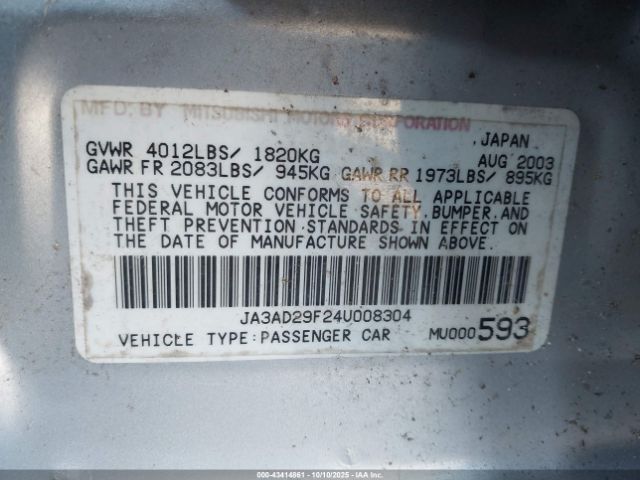 MFD. BY MITSUBISHI MOTORS CORPORATION
, JAPAN
GVWR 4012LBS/ 1820KG AUG 2003
GAWR FR 2083LBS/ 945KG GAWR RR 1973LBS/ 895KG
THIS VEHICLE CONFORMS TO ALL APPLICABLE
FEDERAL MOTOR VEHICLE SAFETY, BUMPER, AND
THEFT PREVENTION STANDARDS IN EFFECT ON
THE DATE OF MANUFACTURE SHOWN ABOVE.
JA3AD29F24U008304
VEHICLE TYPE:PASSENGER CAR MU000593
000-43414861 - 10/10/2025 - IAAI.COM